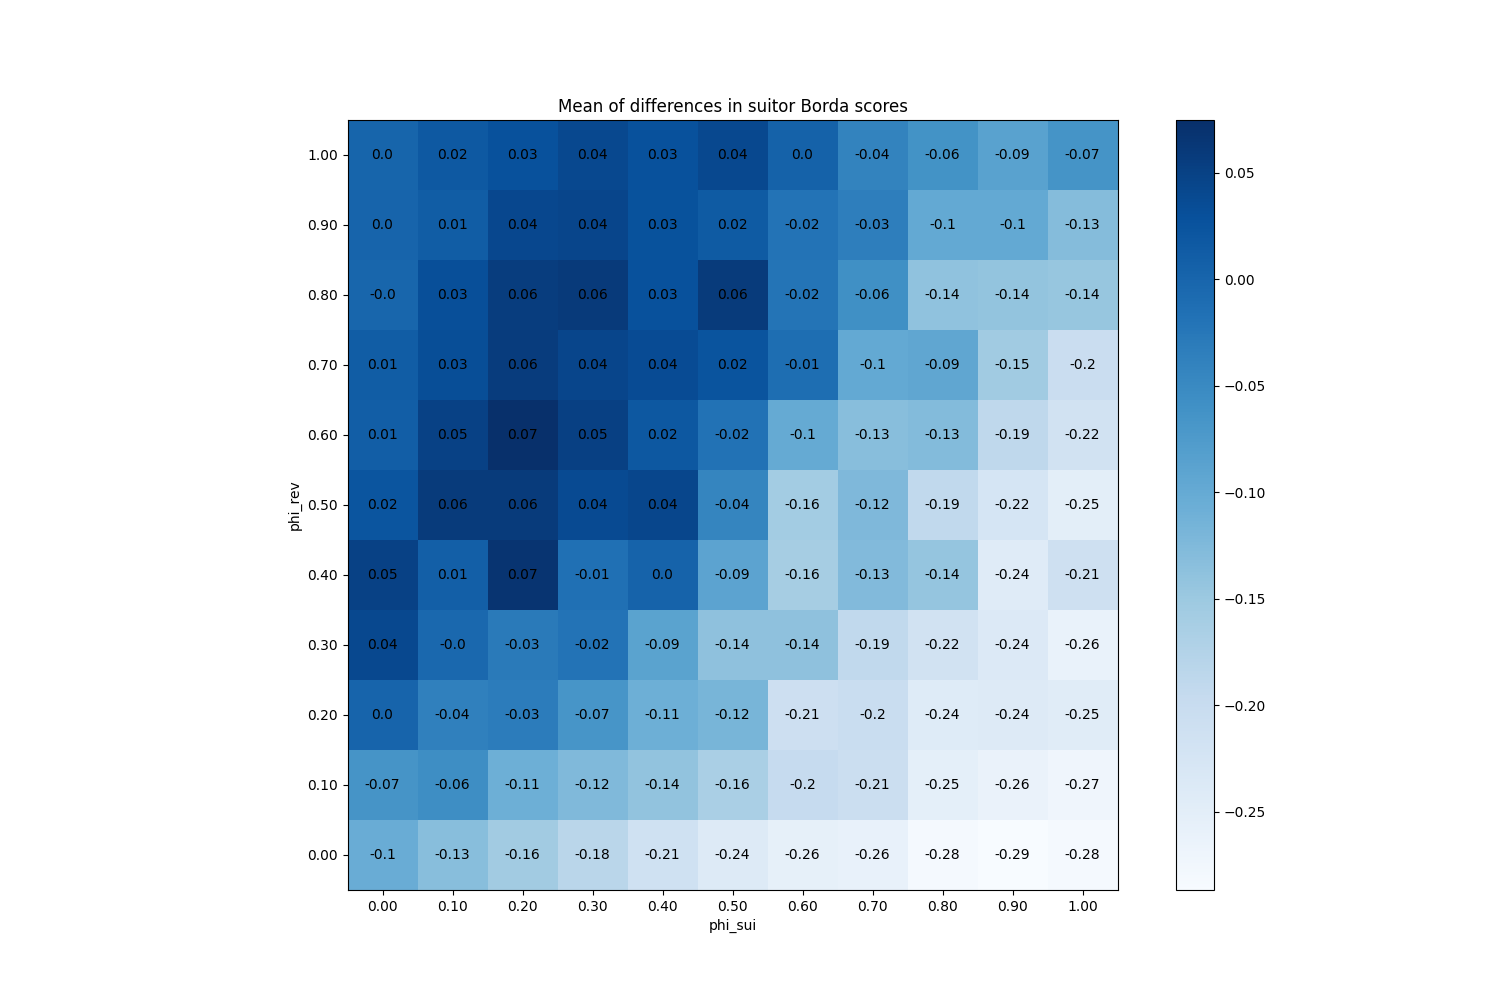 Mean of differences in suitor Borda scores
1.00 0.0 0.02 0.03 0.04 0.03 0.04 0.0 -0.04 -0.06 -0.09 -0.07
0.90 0.0 0.01 0.04 0.04 0.03 0.02 -0.02 -0.03 -0.1 -0.1 -0.13
0.80 -0.0 0.03 0.06 0.06 0.03 0.06 -0.02 -0.06 -0.14 -0.14 -0.14
0.70 0.01 0.03 0.06 0.04 0.04 0.02 -0.01 -0.1 -0.09 -0.15 -0.2
0.60 0.01 0.05 0.07 0.05 0.02 -0.02 -0.1 -0.13 -0.13 -0.19 -0.22
phi_rev
0.50 0.02 0.06 0.06 0.04 0.04 -0.04 -0.16 -0.12 -0.19 -0.22 -0.25
0.40 0.05 0.01 0.07 -0.01 0.0 -0.09 -0.16 -0.13 -0.14 -0.24 -0.21
0.30 0.04 -0.0 -0.03 -0.02 -0.09 -0.14 -0.14 -0.19 -0.22 -0.24 -0.26
0.20 0.0 -0.04 -0.03 -0.07 -0.11 -0.12 -0.21 -0.2 -0.24 -0.24 -0.25
0.10 -0.07 -0.06 -0.11 -0.12 -0.14 -0.16 -0.2 -0.21 -0.25 -0.26 -0.27
0.00 -0.1 -0.13 -0.16 -0.18 -0.21 -0.24 -0.26 -0.26 -0.28 -0.29 -0.28
0.00 0.10 0.20 0.30 0.40 0.50 0.60 0.70 0.80 0.90 1.00
phi_sui
0.05
0.00
−0.05
−0.10
−0.15
−0.20
−0.25